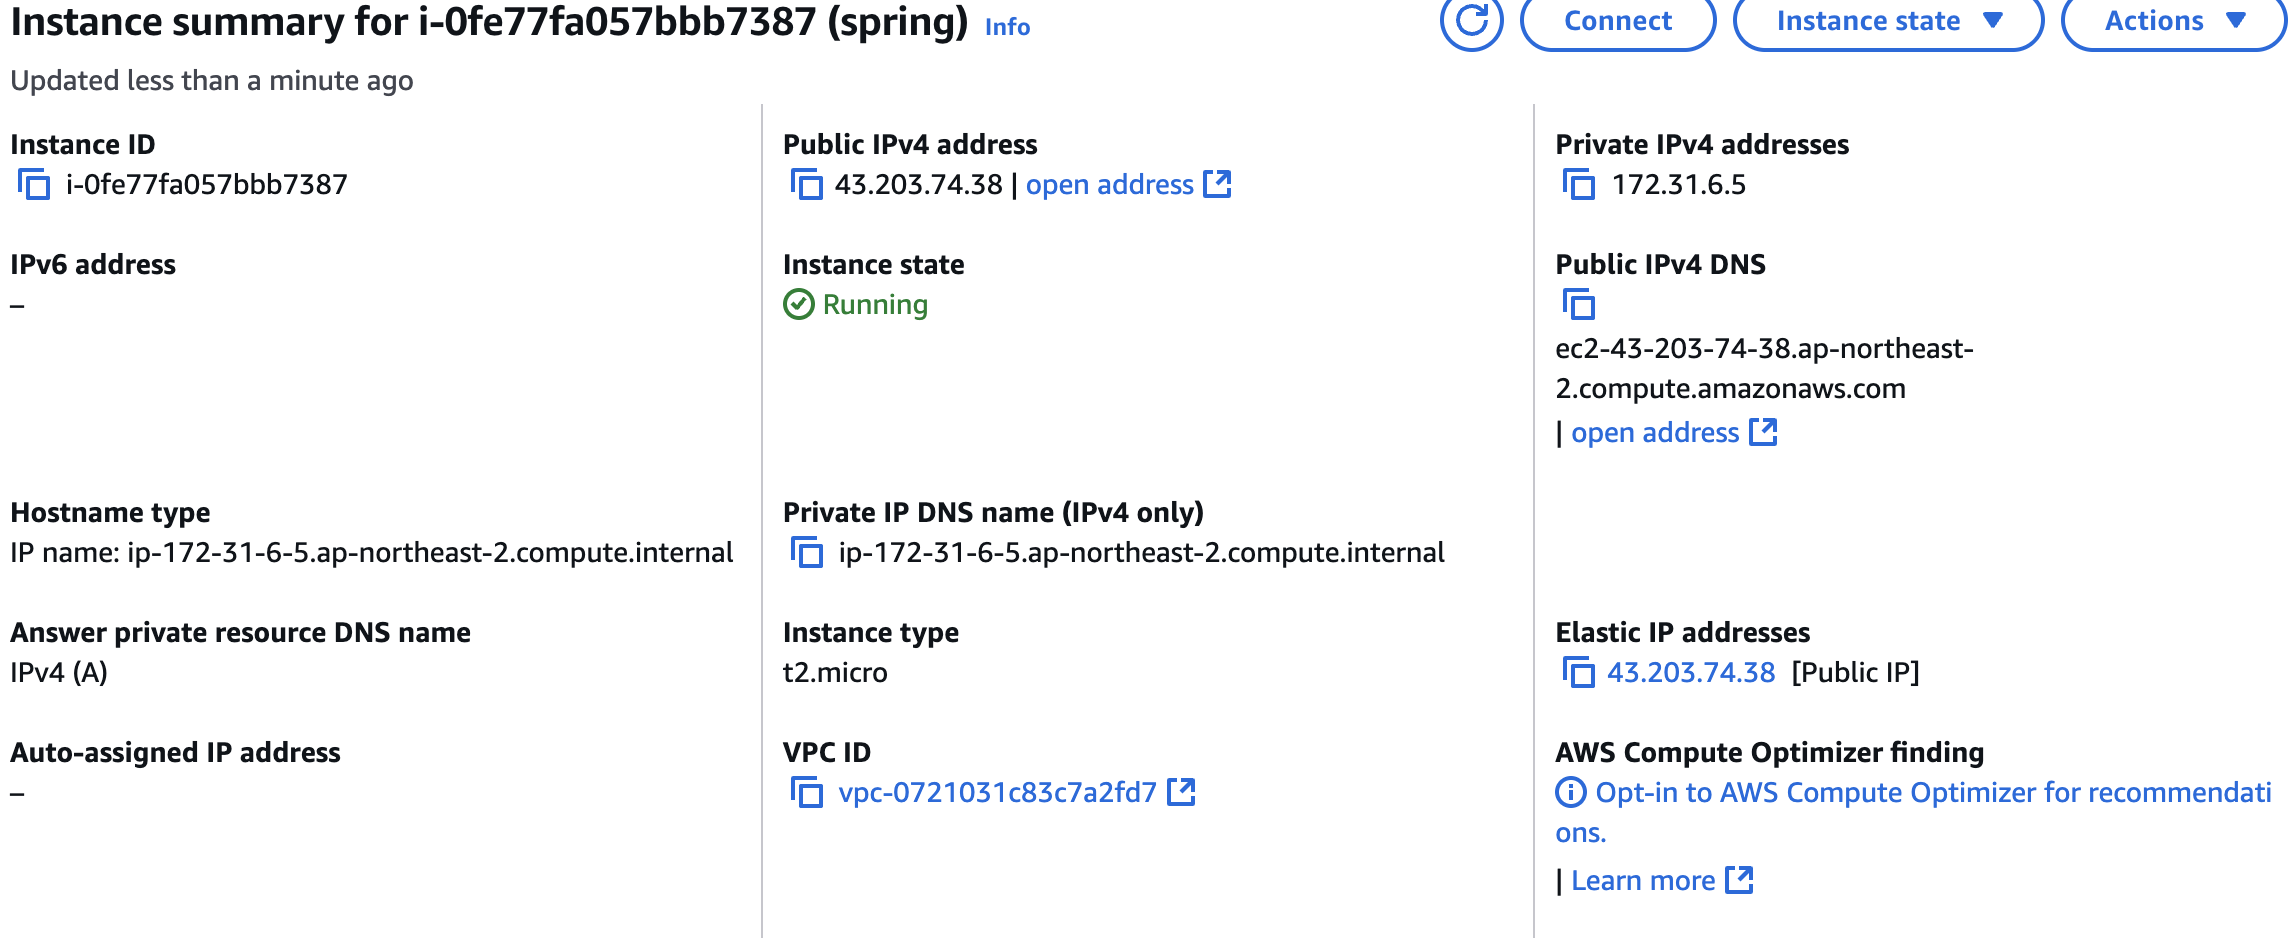 Instance summary for i-0fe77fa057bbb7387 (spring) Info
Connect
Instance state
Actions
Updated less than a minute ago
Instance ID
i-0fe77fa057bbb7387
Public IPv4 address
43.203.74.38 | open address
Private IPv4 addresses
172.31.6.5
IPv6 address
–
Instance state
Running
Public IPv4 DNS
ec2-43-203-74-38.ap-northeast-
2.compute.amazonaws.com
| open address
Hostname type
IP name: ip-172-31-6-5.ap-northeast-2.compute.internal
Private IP DNS name (IPv4 only)
ip-172-31-6-5.ap-northeast-2.compute.internal
Answer private resource DNS name
IPv4 (A)
Instance type
t2.micro
Elastic IP addresses
43.203.74.38 [Public IP]
Auto-assigned IP address
–
VPC ID
vpc-0721031c83c7a2fd7
AWS Compute Optimizer finding
Opt-in to AWS Compute Optimizer for recommendati
ons.
| Learn more